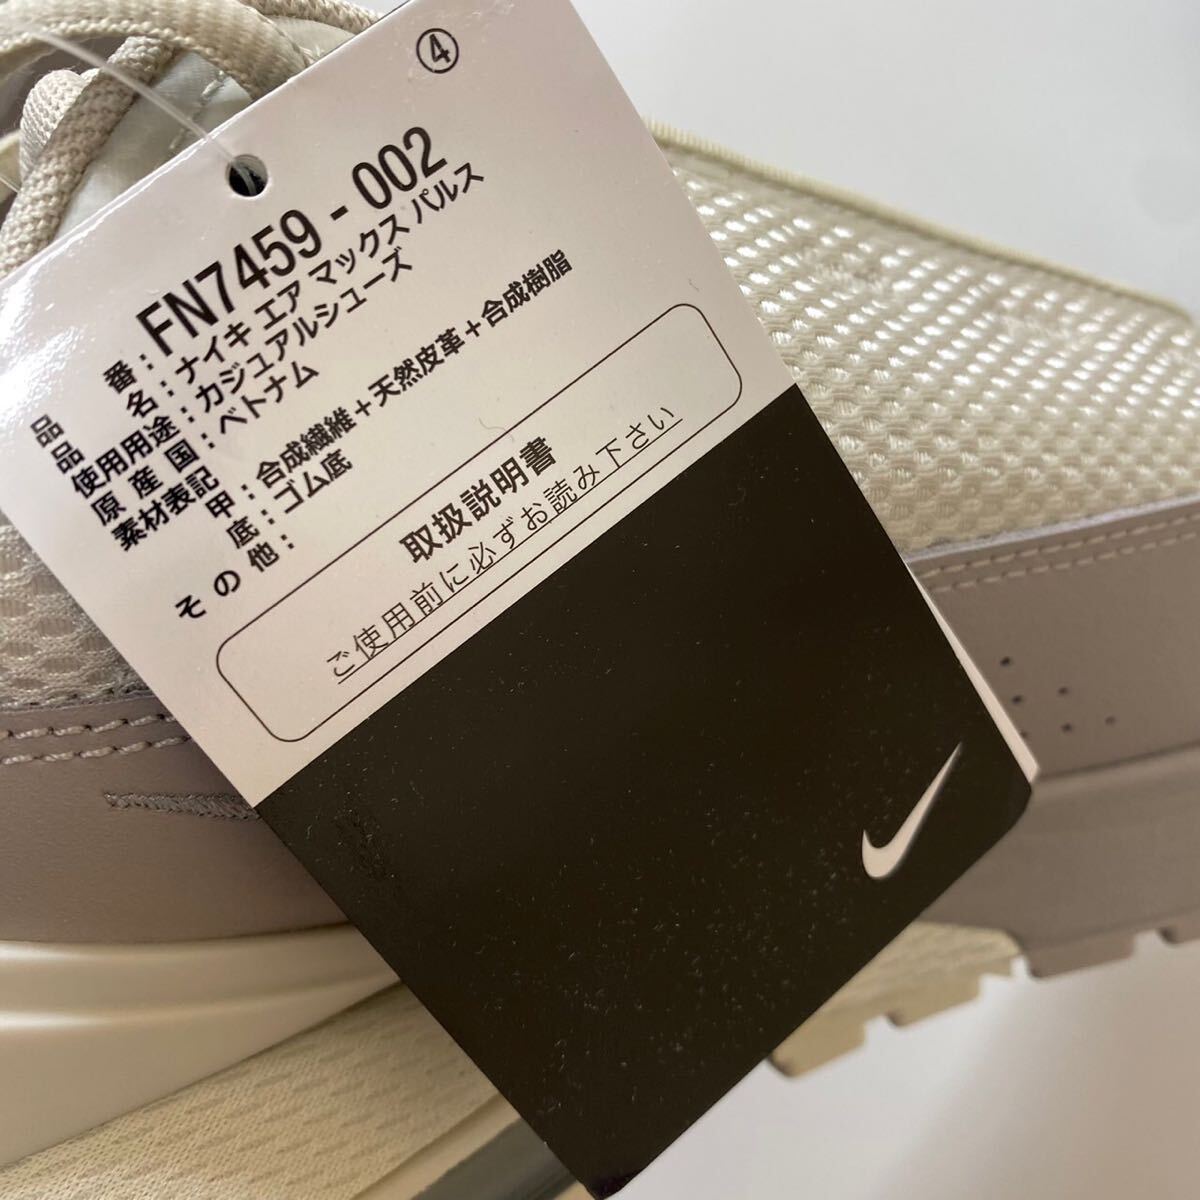 ④
品番：FN7459 - 002
品名：ナイキ エア マックス パルス
使用用途：カジュアルシューズ
原産国：ベトナム
素材表記 甲：合成繊維＋天然皮革＋合成樹脂
底：ゴム底
その他：
取扱説明書
ご使用前に必ずお読み下さい